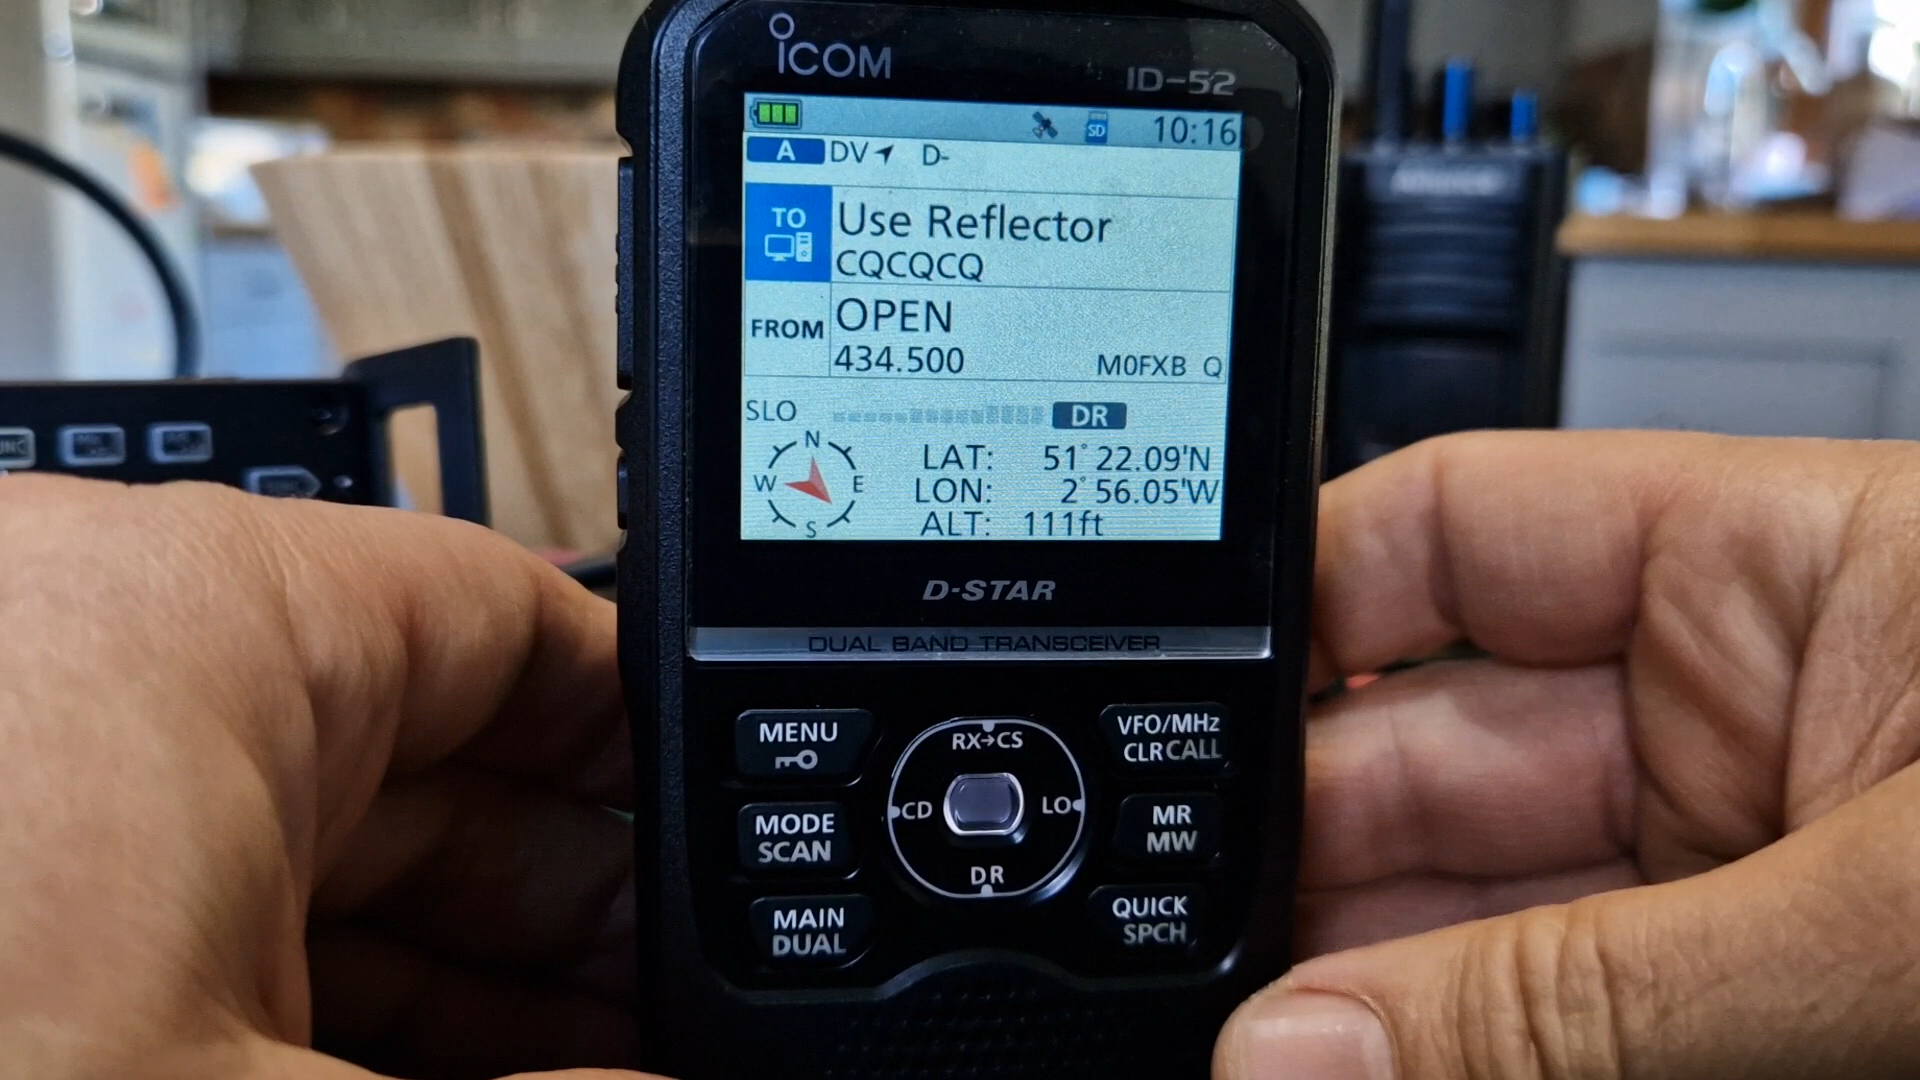 ICOM
ID-52
SD
10:16
A DV D-
TO
Use Reflector
CQCQCQ
FROM
OPEN
434.500
M0FXB Q
SLO
DR
N
W E
S
LAT: 51°22.09'N
LON: 2°56.05'W
ALT: 111ft
D-STAR
DUAL BAND TRANSCEIVER
MENU
RX→CS
VFO/MHz
CLR CALL
CD
LO
MODE
SCAN
MR
MW
DR
MAIN
DUAL
QUICK
SPCH